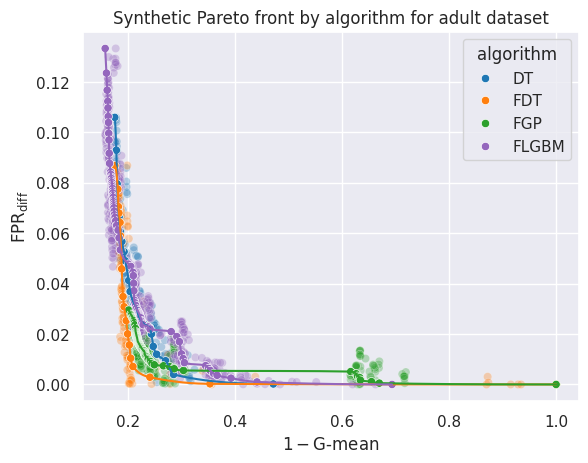 Synthetic Pareto front by algorithm for adult dataset
algorithm
DT
FDT
FGP
FLGBM
FPR_diff
0.12
0.10
0.08
0.06
0.04
0.02
0.00
0.2 0.4 0.6 0.8 1.0
1 − G-mean